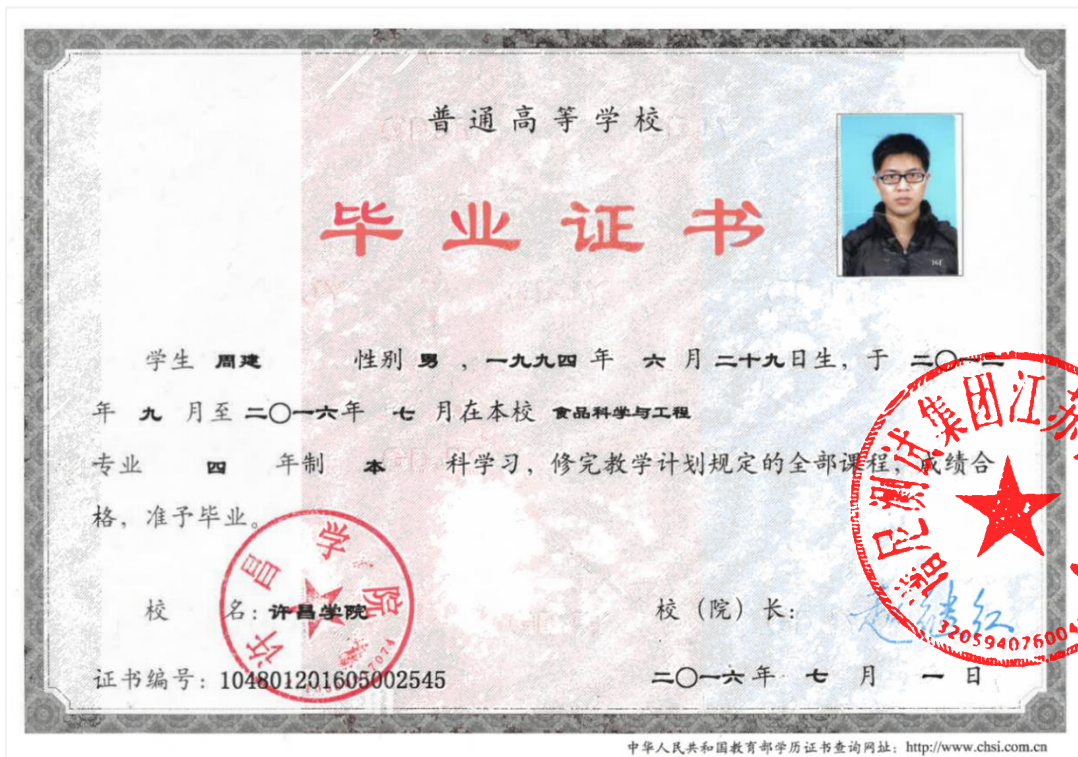 普通高等学校
毕业证书
学生 周建 性别 男 ，一九九四 年 六 月 二十九日生，于 二〇一二
年 九 月至 二〇一六年 七 月在本校 食品科学与工程
专业 四 年制 本 科学习，修完教学计划规定的全部课程，成绩合
格，准予毕业。
校 名：许昌学院
校（院）长：
赵继红
证书编号：104801201605002545
二〇一六年 七 月 一 日
许昌学院
谱尼测试集团江苏
32059407600
中华人民共和国教育部学历证书查询网址：http://www.chsi.com.cn